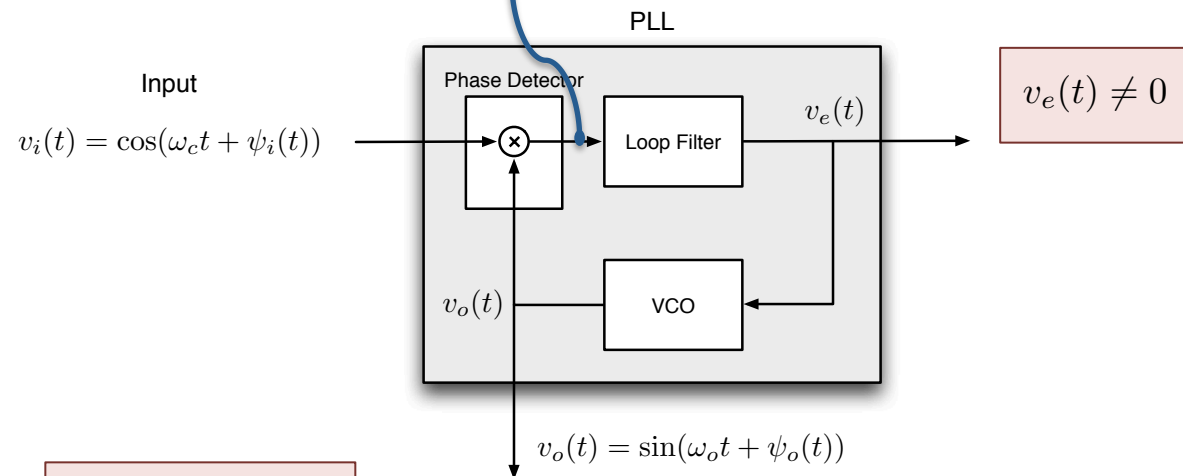 PLL
Input
Phase Detector
v_i(t) = cos(ω_c t + ψ_i(t))
×
Loop Filter
v_e(t)
v_e(t) ≠ 0
v_o(t)
VCO
v_o(t) = sin(ω_o t + ψ_o(t))